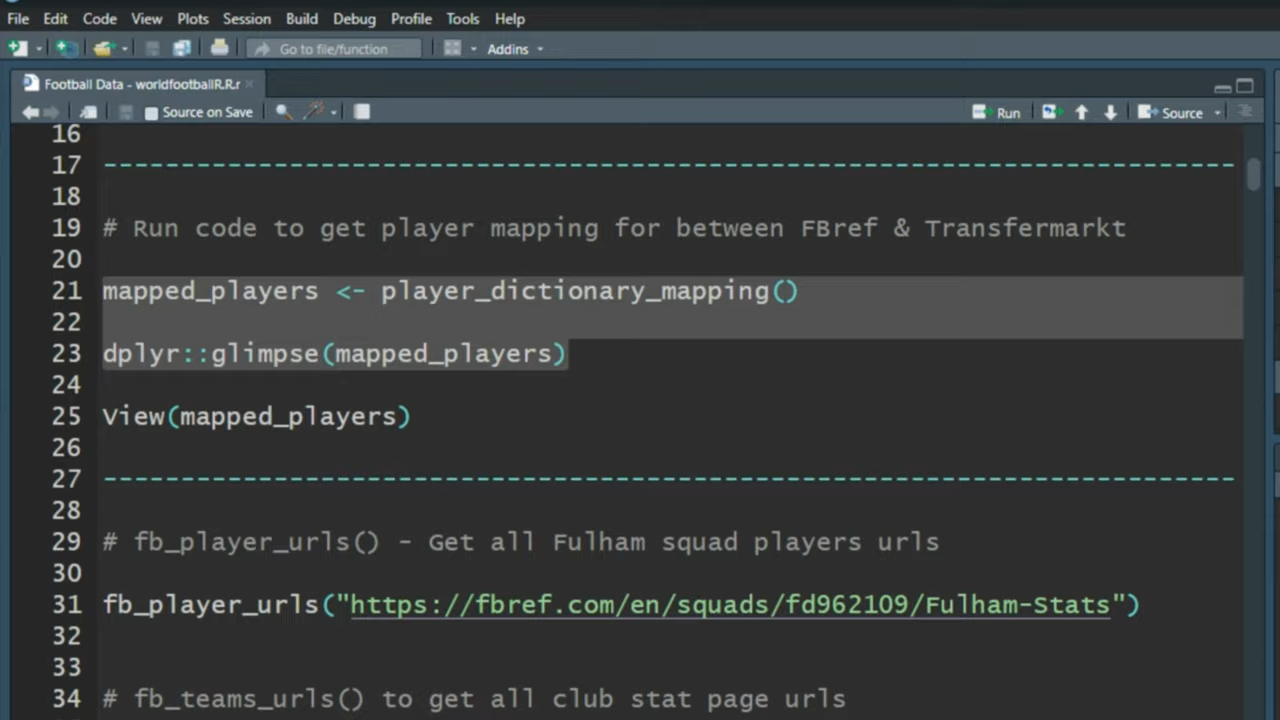 File Edit Code View Plots Session Build Debug Profile Tools Help
Go to file/function Addins
Football Data - worldfootballR.R.r
Source on Save Run Source
16
17 -------------------------------------------------------------------------
18
19 # Run code to get player mapping for between FBref & Transfermarkt
20
21 mapped_players <- player_dictionary_mapping()
22
23 dplyr::glimpse(mapped_players)
24
25 View(mapped_players)
26
27 -------------------------------------------------------------------------
28
29 # fb_player_urls() - Get all Fulham squad players urls
30
31 fb_player_urls("https://fbref.com/en/squads/fd962109/Fulham-Stats")
32
33
34 # fb_teams_urls() to get all club stat page urls